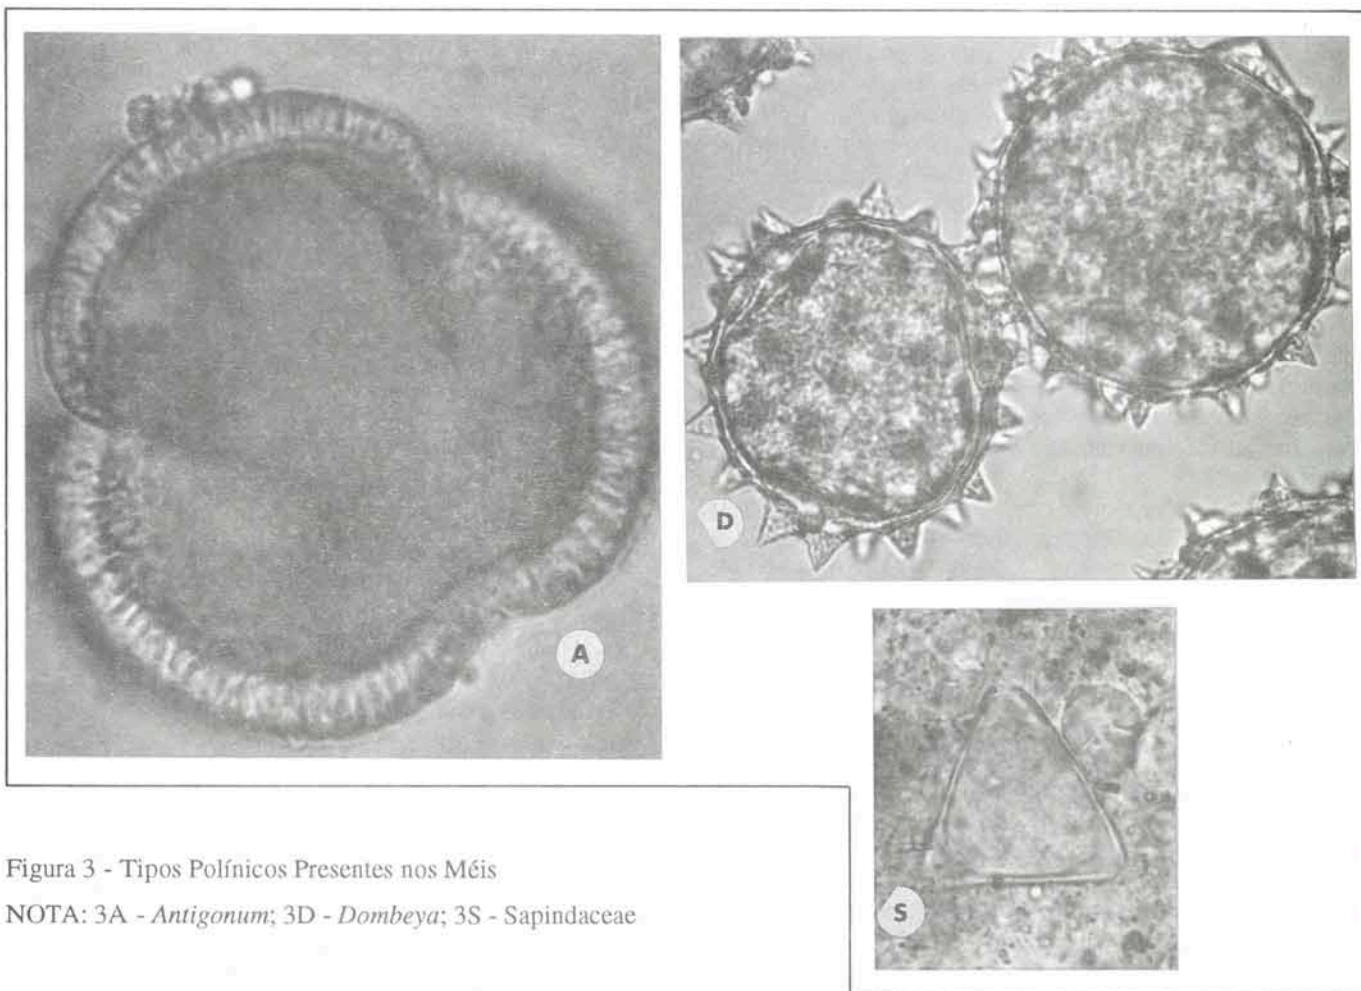 A
D
S
Figura 3 - Tipos Polínicos Presentes nos Méis
NOTA: 3A - Antigonum; 3D - Dombeya; 3S - Sapindaceae